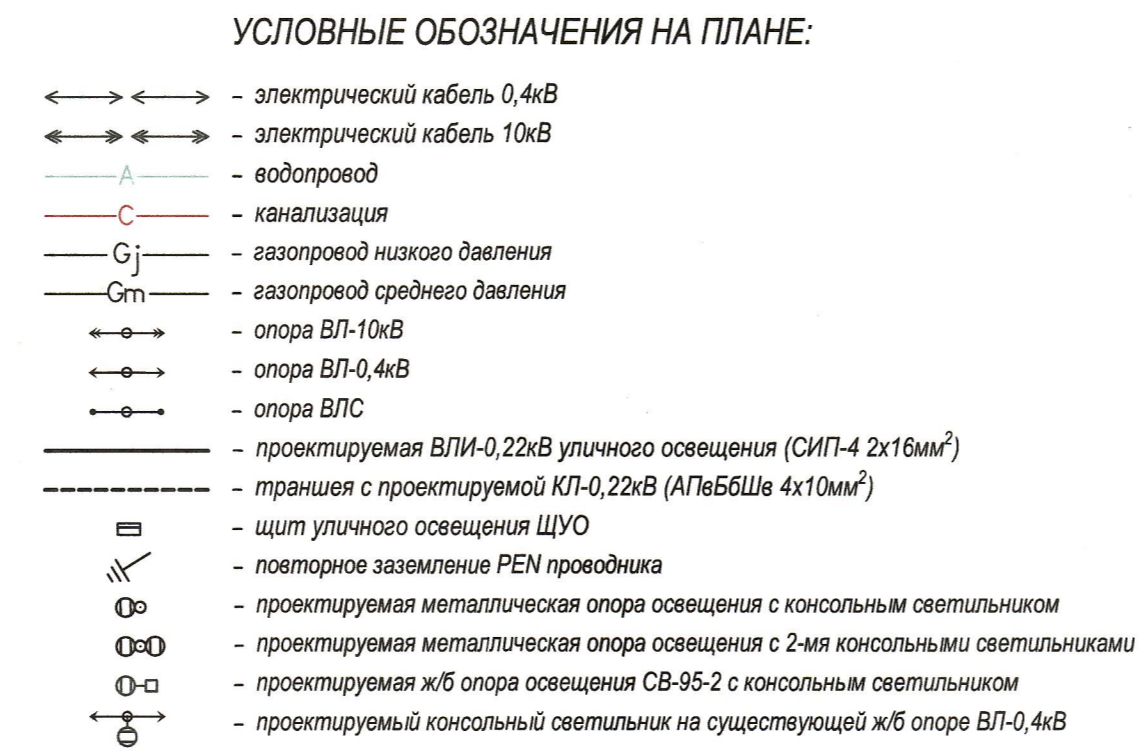 УСЛОВНЫЕ ОБОЗНАЧЕНИЯ НА ПЛАНЕ:
– электрический кабель 0,4кВ
– электрический кабель 10кВ
A – водопровод
C – канализация
Gj – газопровод низкого давления
Gm – газопровод среднего давления
– опора ВЛ-10кВ
– опора ВЛ-0,4кВ
– опора ВЛС
– проектируемая ВЛИ-0,22кВ уличного освещения (СИП-4 2х16мм²)
– траншея с проектируемой КЛ-0,22кВ (АПвБбШв 4х10мм²)
– щит уличного освещения ЩУО
– повторное заземление PEN проводника
– проектируемая металлическая опора освещения с консольным светильником
– проектируемая металлическая опора освещения с 2-мя консольными светильниками
– проектируемая ж/б опора освещения СВ-95-2 с консольным светильником
– проектируемый консольный светильник на существующей ж/б опоре ВЛ-0,4кВ